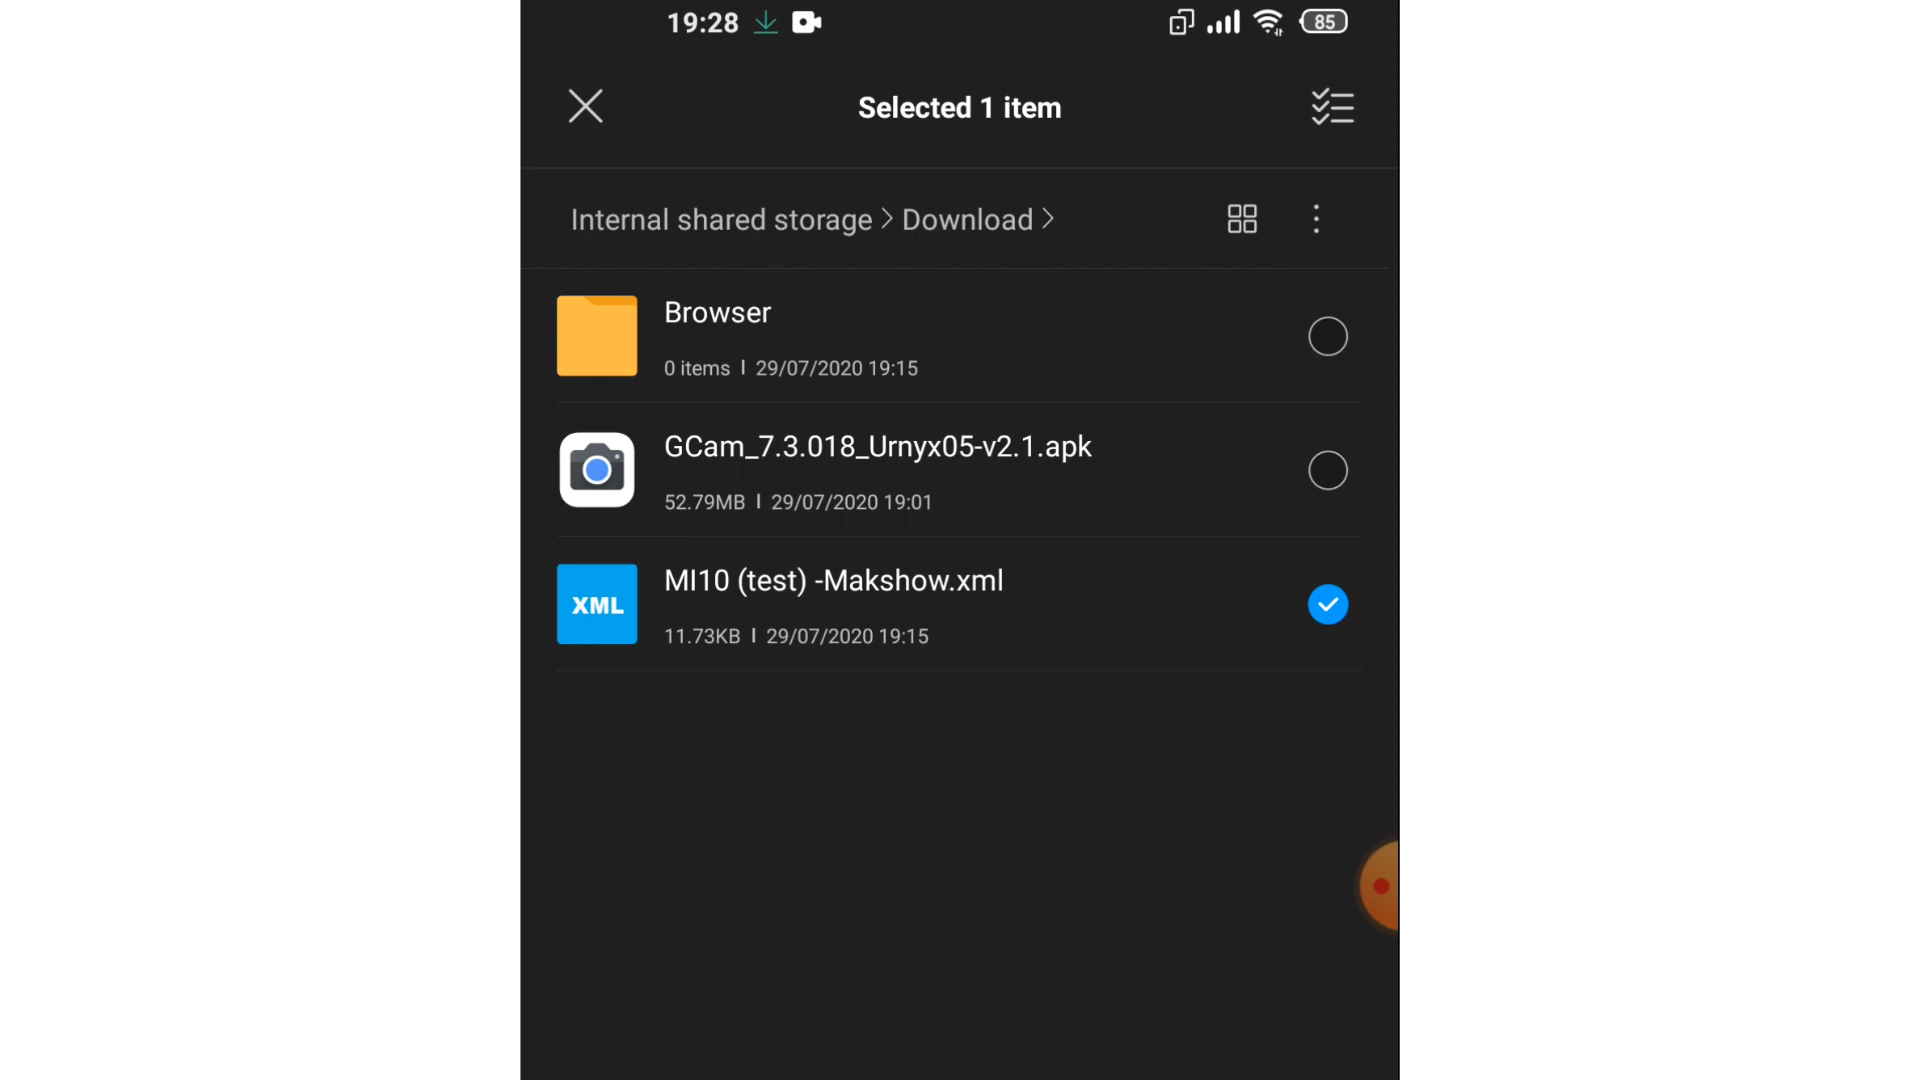 19:28
85
Selected 1 item
Internal shared storage > Download >
Browser
0 items | 29/07/2020 19:15
GCam_7.3.018_Urnyx05-v2.1.apk
52.79MB | 29/07/2020 19:01
XML
MI10 (test) -Makshow.xml
11.73KB | 29/07/2020 19:15